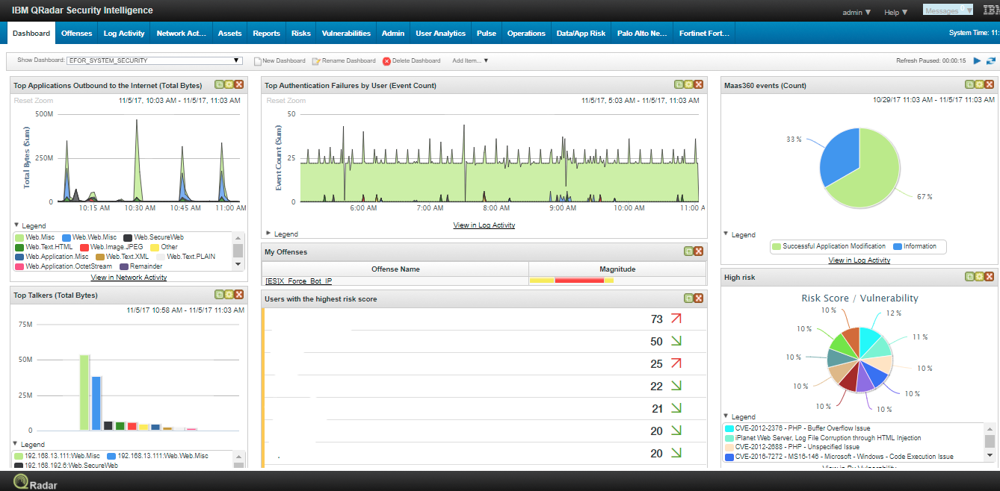 IBM QRadar Security Intelligence
admin ▼ Help ▼ Messages 0 ▼ IBM
Dashboard Offenses Log Activity Network Act... Assets Reports Risks Vulnerabilities Admin User Analytics Pulse Operations Data/App Risk Palo Alto Ne... Fortinet Fort... System Time: 11:
Show Dashboard: EFOR_SYSTEM_SECURITY ▼ New Dashboard Rename Dashboard Delete Dashboard Add Item... ▼ Refresh Paused: 00:00:15
Top Applications Outbound to the Internet (Total Bytes)
Reset Zoom 11/5/17, 10:03 AM - 11/5/17, 11:03 AM
Total Bytes (Sum)
500M
250M
0
10:15 AM 10:30 AM 10:45 AM 11:00 AM
▼ Legend
Web.Misc Web.Web.Misc Web.SecureWeb
Web.Text.HTML Web.Image.JPEG Other
Web.Application.Misc Web.Text.XML Web.Text.PLAIN
Web.Application.OctetStream Remainder
View in Network Activity
Top Talkers (Total Bytes)
11/5/17 10:58 AM - 11/5/17 11:03 AM
75M
50M
25M
0
▼ Legend
192.168.13.111:Web.Misc 192.168.13.111:Web.Web.Misc
192.168.192.6:Web.SecureWeb
Top Authentication Failures by User (Event Count)
Reset Zoom 11/5/17, 5:03 AM - 11/5/17, 11:03 AM
Event Count (Sum)
50
25
0
6:00 AM 7:00 AM 8:00 AM 9:00 AM 10:00 AM 11:00 A
View in Log Activity
► Legend
My Offenses
Offense Name Magnitude
[ES]X_Force_Bot_IP
Users with the highest risk score
73
50
25
22
21
20
20
Maas360 events (Count)
10/29/17 11:03 AM - 11/5/17 11:03 AM
33 %
67 %
▼ Legend
Successful Application Modification Information
View in Log Activity
High risk
Risk Score / Vulnerability
10 % 12 %
10 % 11 %
10 % 10 %
10 % 10 %
10 % 10 %
▼ Legend
CVE-2012-2376 - PHP - Buffer Overflow Issue
iPlanet Web Server, Log File Corruption through HTML Injection
CVE-2012-2688 - PHP - Unspecified Issue
CVE-2016-7272 - MS16-146 - Microsoft - Windows - Code Execution Issue
View in By Vulnerability
QRadar